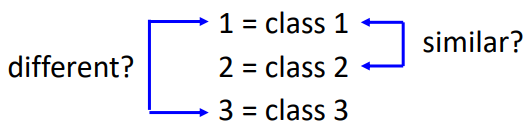 1 = class 1
similar?
different?
2 = class 2
3 = class 3